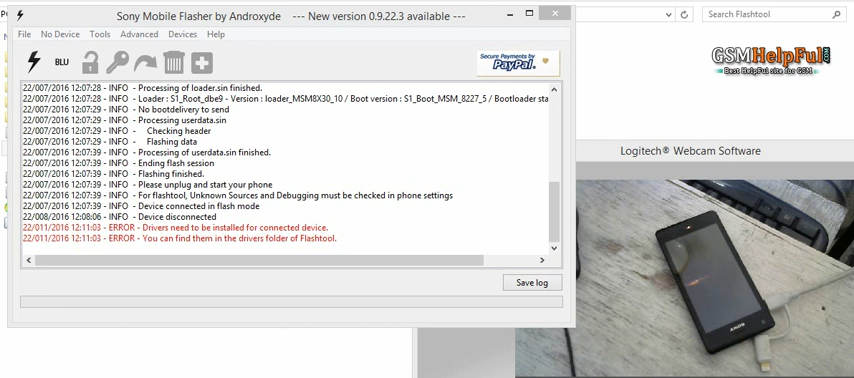 Sony Mobile Flasher by Androxyde   --- New version 0.9.22.3 available ---
Search Flashtool
File No Device Tools Advanced Devices Help
BLU
Secure Payments by
PayPal
GSMHelpFul.COM
Best HelpFul site for GSM
22/007/2016 12:07:28 - INFO - Processing of loader.sin finished.
22/007/2016 12:07:28 - INFO - Loader : S1_Root_dbe9 - Version : loader_MSM8X30_10 / Boot version : S1_Boot_MSM_8227_5 / Bootloader sta
22/007/2016 12:07:29 - INFO - No bootdelivery to send
22/007/2016 12:07:29 - INFO - Processing userdata.sin
22/007/2016 12:07:29 - INFO -    Checking header
22/007/2016 12:07:29 - INFO -    Flashing data
22/007/2016 12:07:39 - INFO - Processing of userdata.sin finished.
22/007/2016 12:07:39 - INFO - Ending flash session
22/007/2016 12:07:39 - INFO - Flashing finished.
22/007/2016 12:07:39 - INFO - Please unplug and start your phone
22/007/2016 12:07:39 - INFO - For flashtool, Unknown Sources and Debugging must be checked in phone settings
22/007/2016 12:07:39 - INFO - Device connected in flash mode
22/008/2016 12:08:06 - INFO - Device disconnected
22/011/2016 12:11:03 - ERROR - Drivers need to be installed for connected device.
22/011/2016 12:11:03 - ERROR - You can find them in the drivers folder of Flashtool.
Save log
Logitech® Webcam Software
SONY